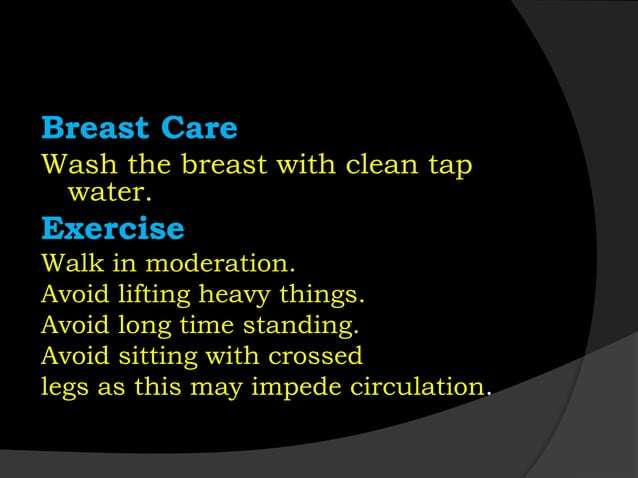 Breast Care
Wash the breast with clean tap
water.
Exercise
Walk in moderation.
Avoid lifting heavy things.
Avoid long time standing.
Avoid sitting with crossed
legs as this may impede circulation.